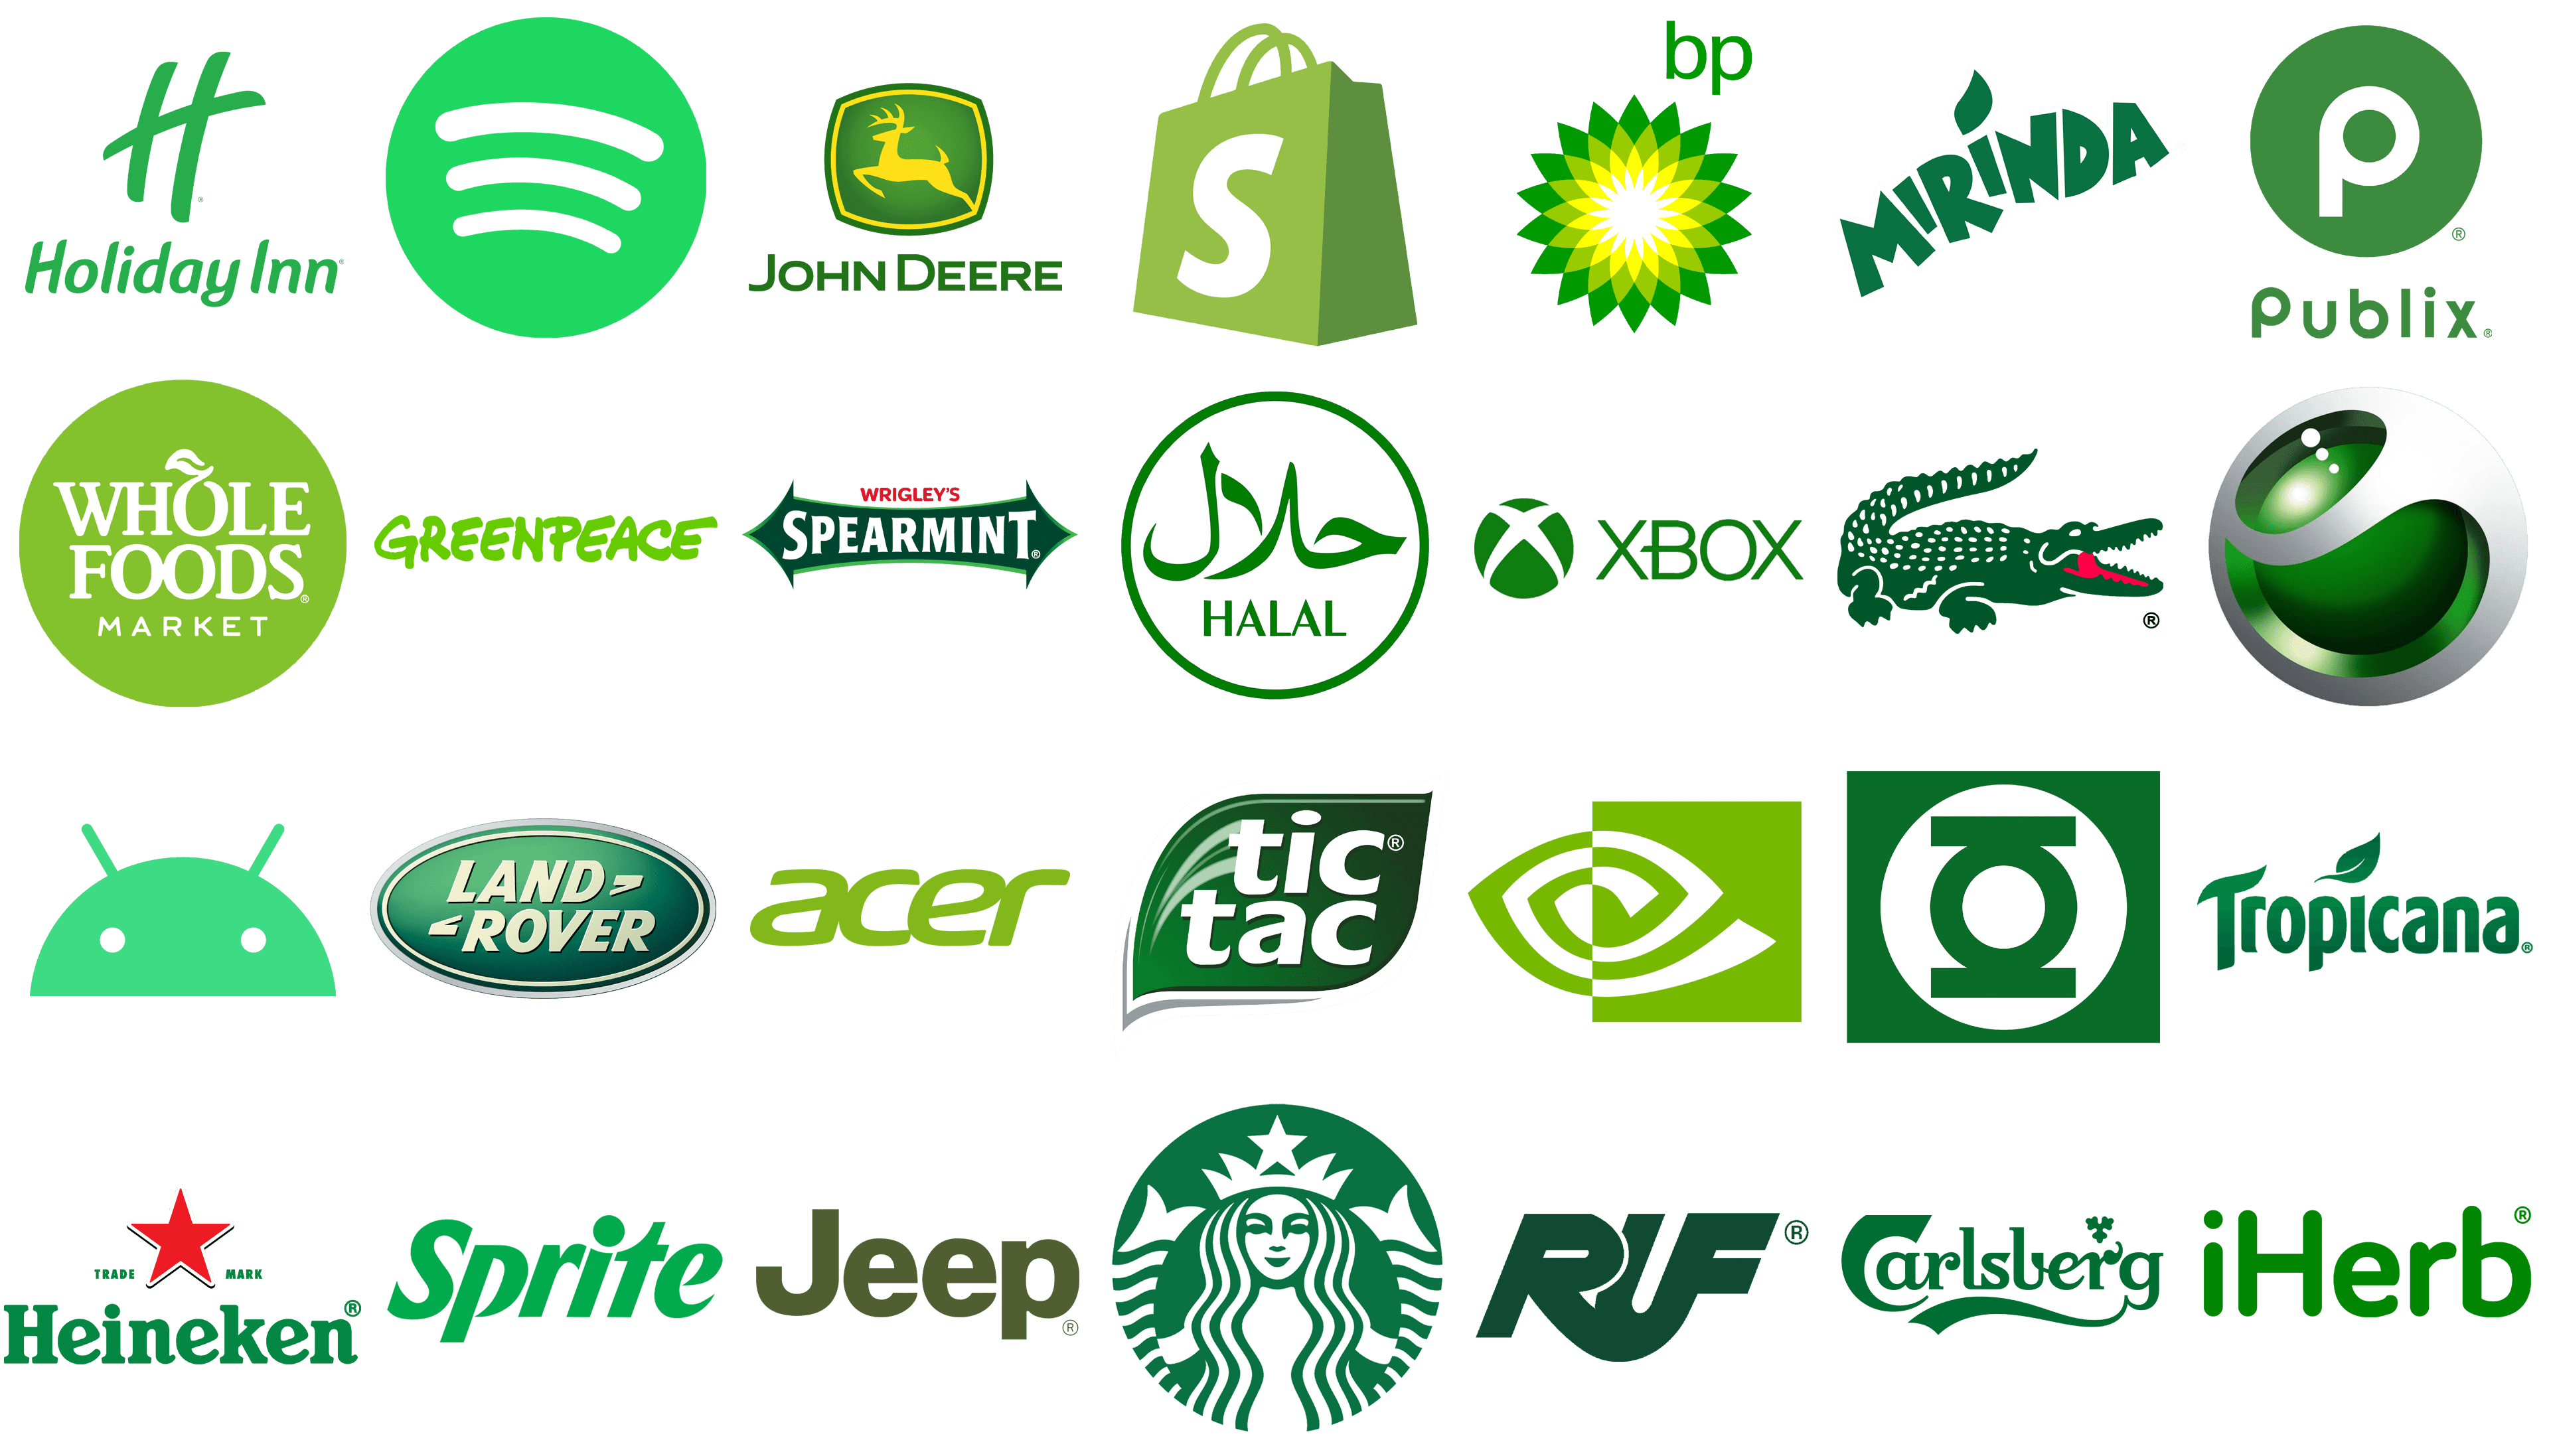 H
®
Holiday Inn®
JOHN DEERE
S
bp
MIRINDA
p
®
Publix®
WHOLE
FOODS®
MARKET
GREENPEACE
WRIGLEY'S
SPEARMINT®
حلال
HALAL
XBOX
®
LAND
ROVER
acer
tic®
tac
Tropicana®
TRADE MARK
Heineken®
Sprite
Jeep®
RUF®
Carlsberg
iHerb®